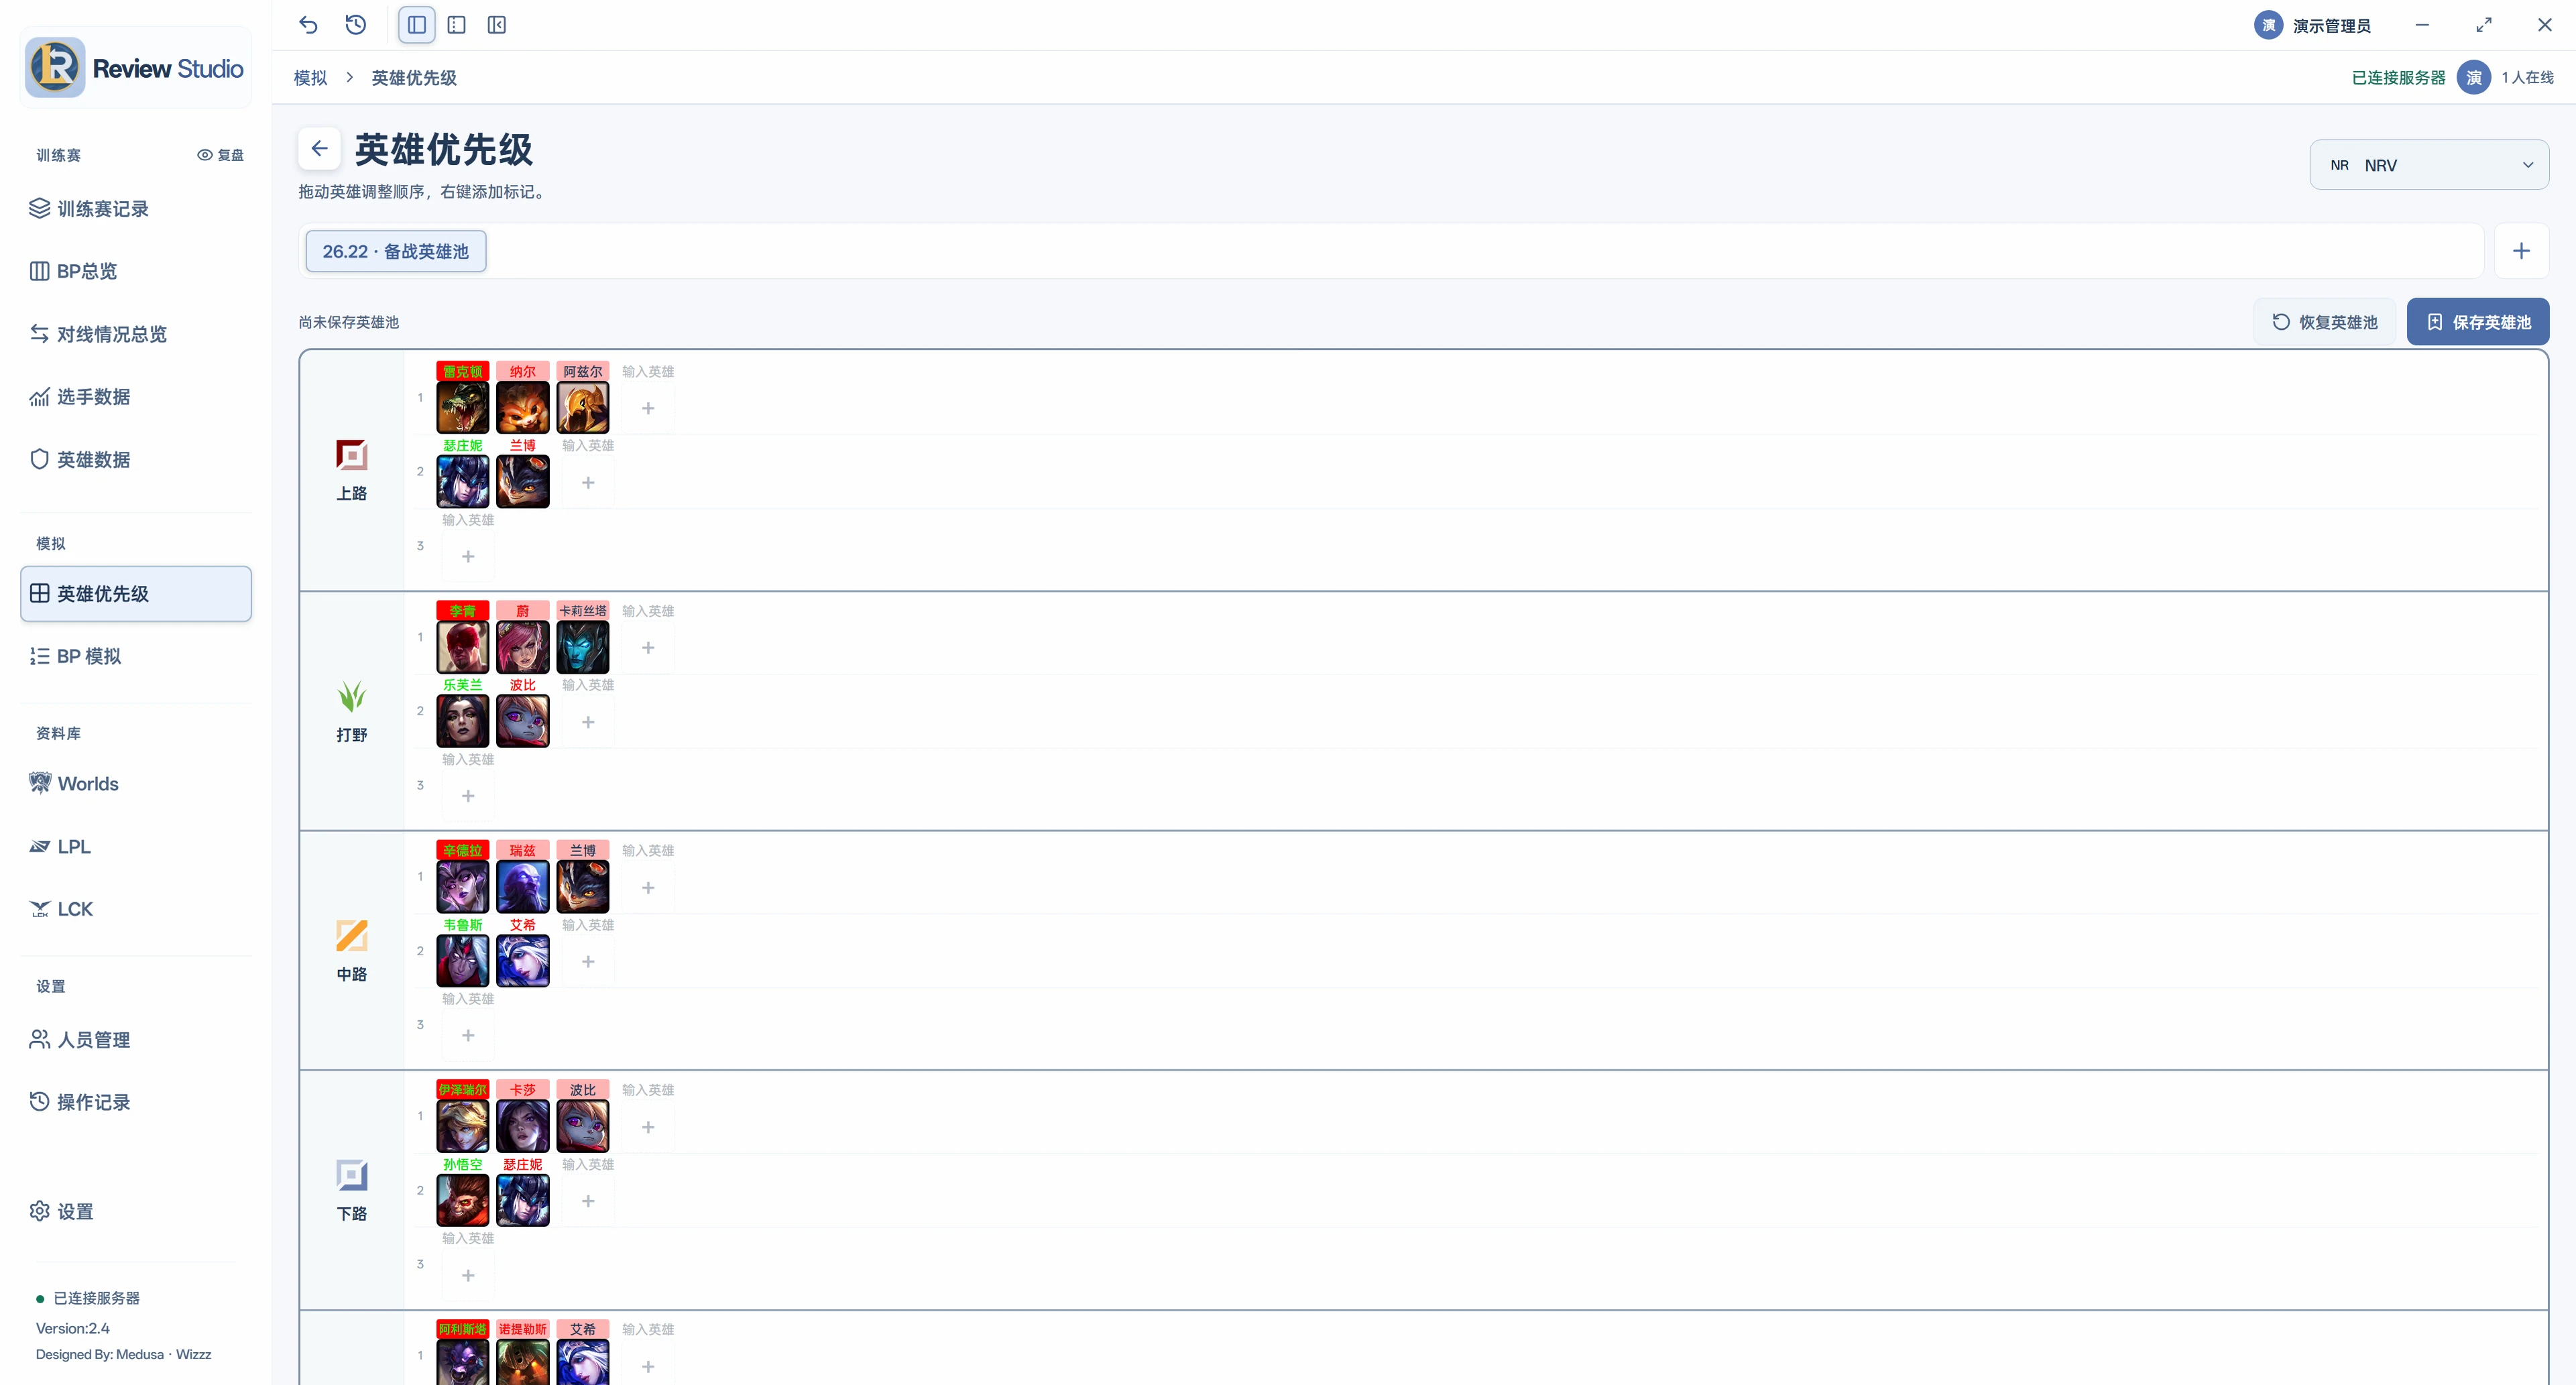 演 演示管理员
Review Studio
模拟 > 英雄优先级
已连接服务器 演 1人在线
训练赛 复盘
训练赛记录
BP总览
对线情况总览
选手数据
英雄数据
模拟
英雄优先级
BP 模拟
资料库
Worlds
LPL
LCK
设置
人员管理
操作记录
设置
已连接服务器
Version:2.4
Designed By: Medusa · Wizzz
英雄优先级
拖动英雄调整顺序，右键添加标记。
NR NRV
26.22 · 备战英雄池
尚未保存英雄池
恢复英雄池
保存英雄池
上路
1 雷克顿 纳尔 阿兹尔 输入英雄
2 瑟庄妮 兰博 输入英雄
3 输入英雄
打野
1 李青 蔚 卡莉丝塔 输入英雄
2 乐芙兰 波比 输入英雄
3 输入英雄
中路
1 辛德拉 瑞兹 兰博 输入英雄
2 韦鲁斯 艾希 输入英雄
3 输入英雄
下路
1 伊泽瑞尔 卡莎 波比 输入英雄
2 孙悟空 瑟庄妮 输入英雄
3 输入英雄
1 阿利斯塔 诺提勒斯 艾希 输入英雄